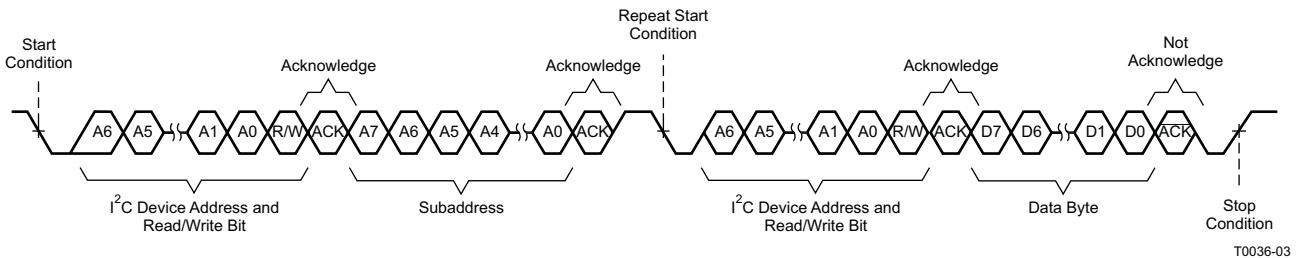 Start
Condition
Repeat Start
Condition
Not
Acknowledge
Acknowledge
Acknowledge
Acknowledge
A6 A5 A1 A0 R/W ACK A7 A6 A5 A4 A0 ACK A6 A5 A1 A0 R/W ACK D7 D6 D1 D0 ACK
I²C Device Address and
Read/Write Bit
Subaddress
I²C Device Address and
Read/Write Bit
Data Byte
Stop
Condition
T0036-03